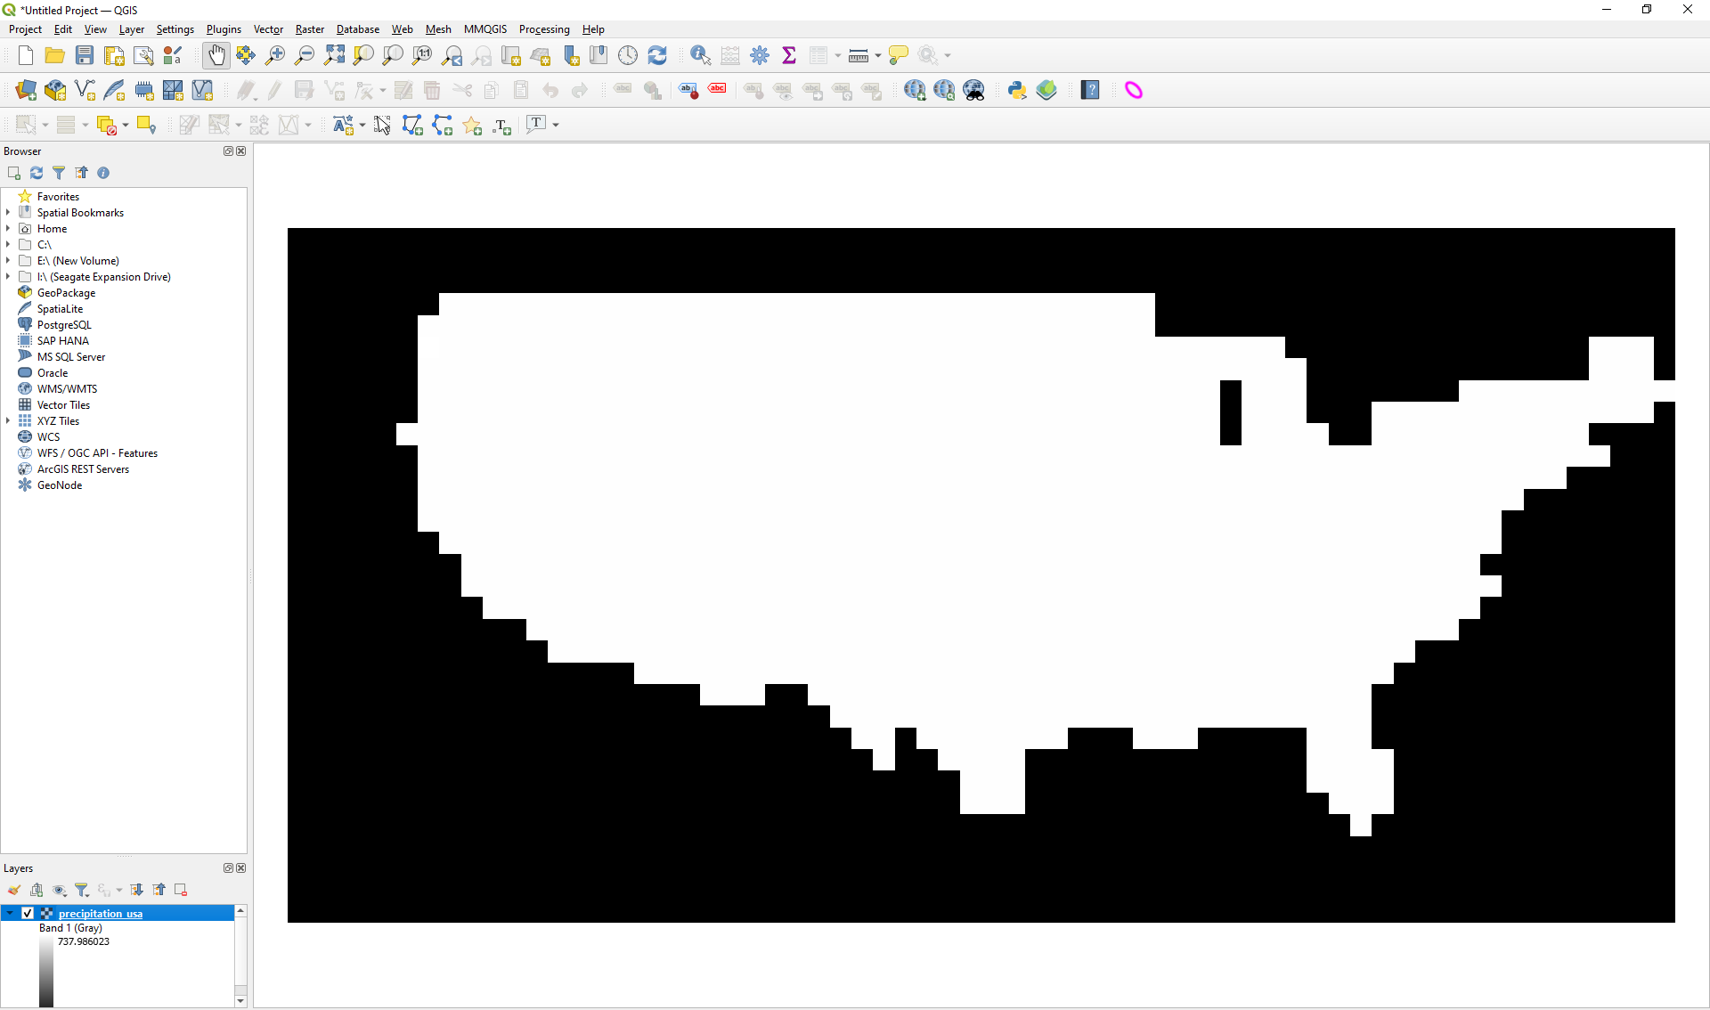 *Untitled Project — QGIS
Project Edit View Layer Settings Plugins Vector Raster Database Web Mesh MMQGIS Processing Help
Browser
Favorites
Spatial Bookmarks
Home
C:\
E:\ (New Volume)
I:\ (Seagate Expansion Drive)
GeoPackage
SpatiaLite
PostgreSQL
SAP HANA
MS SQL Server
Oracle
WMS/WMTS
Vector Tiles
XYZ Tiles
WCS
WFS / OGC API - Features
ArcGIS REST Servers
GeoNode
Layers
precipitation_usa
Band 1 (Gray)
737.986023